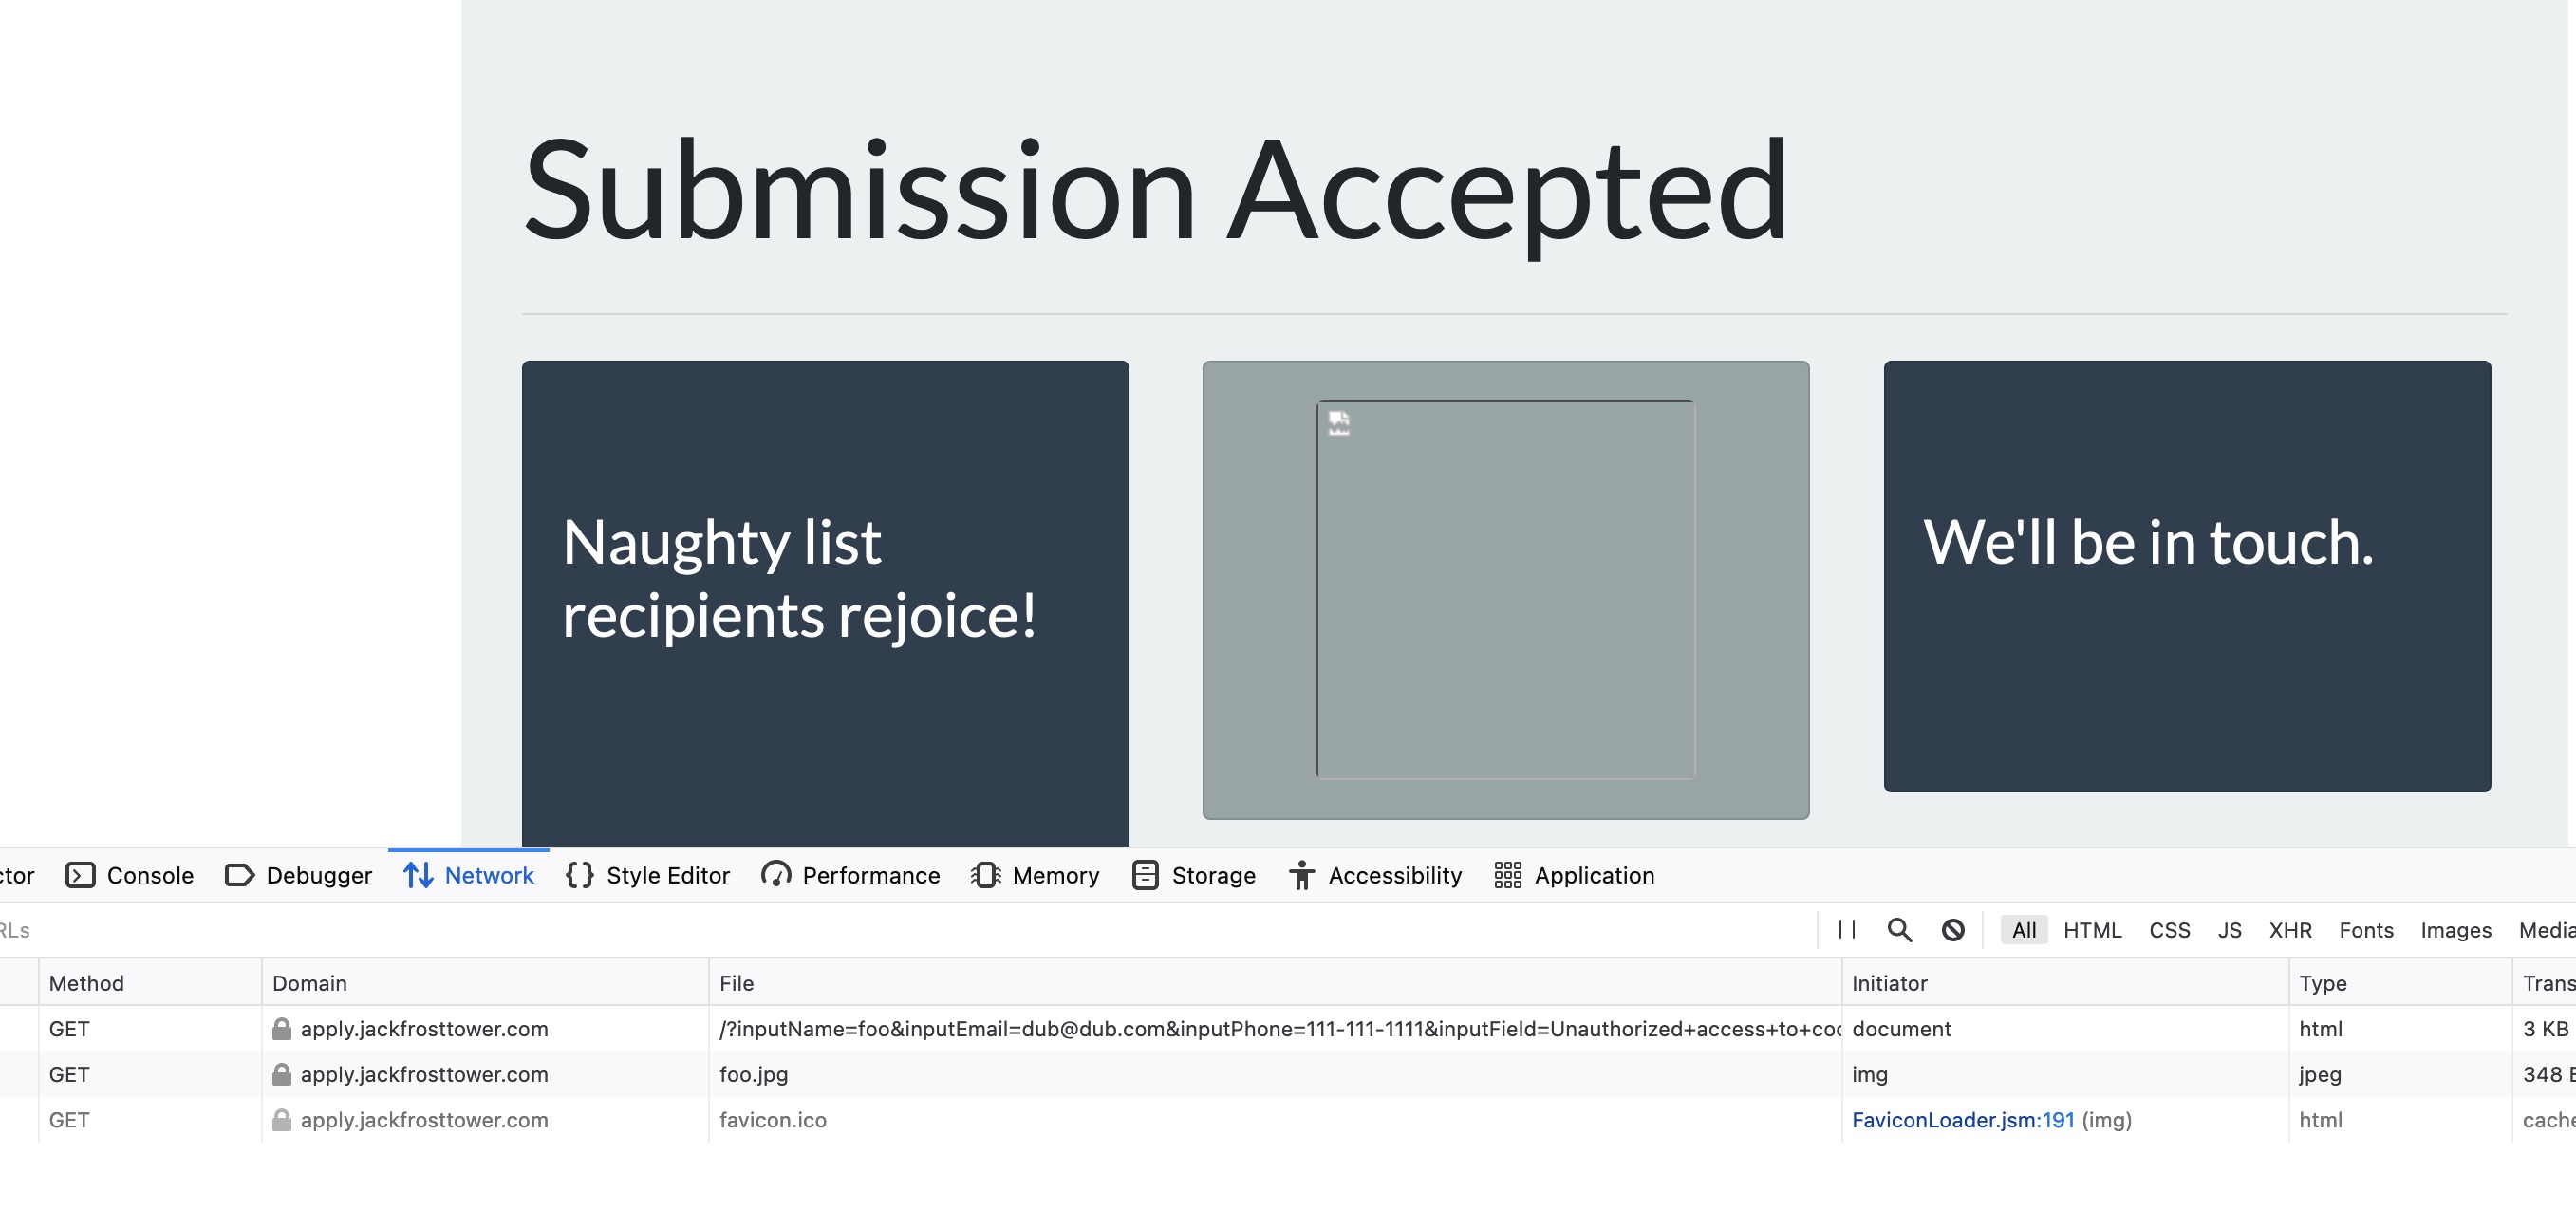 Submission Accepted
Naughty list
recipients rejoice!
We'll be in touch.
ctor Console Debugger Network Style Editor Performance Memory Storage Accessibility Application
RLs All HTML CSS JS XHR Fonts Images Media
Method Domain File Initiator Type Trans
GET apply.jackfrosttower.com /?inputName=foo&inputEmail=dub@dub.com&inputPhone=111-111-1111&inputField=Unauthorized+access+to+coo document html 3 KB
GET apply.jackfrosttower.com foo.jpg img jpeg 348 B
GET apply.jackfrosttower.com favicon.ico FaviconLoader.jsm:191 (img) html cache